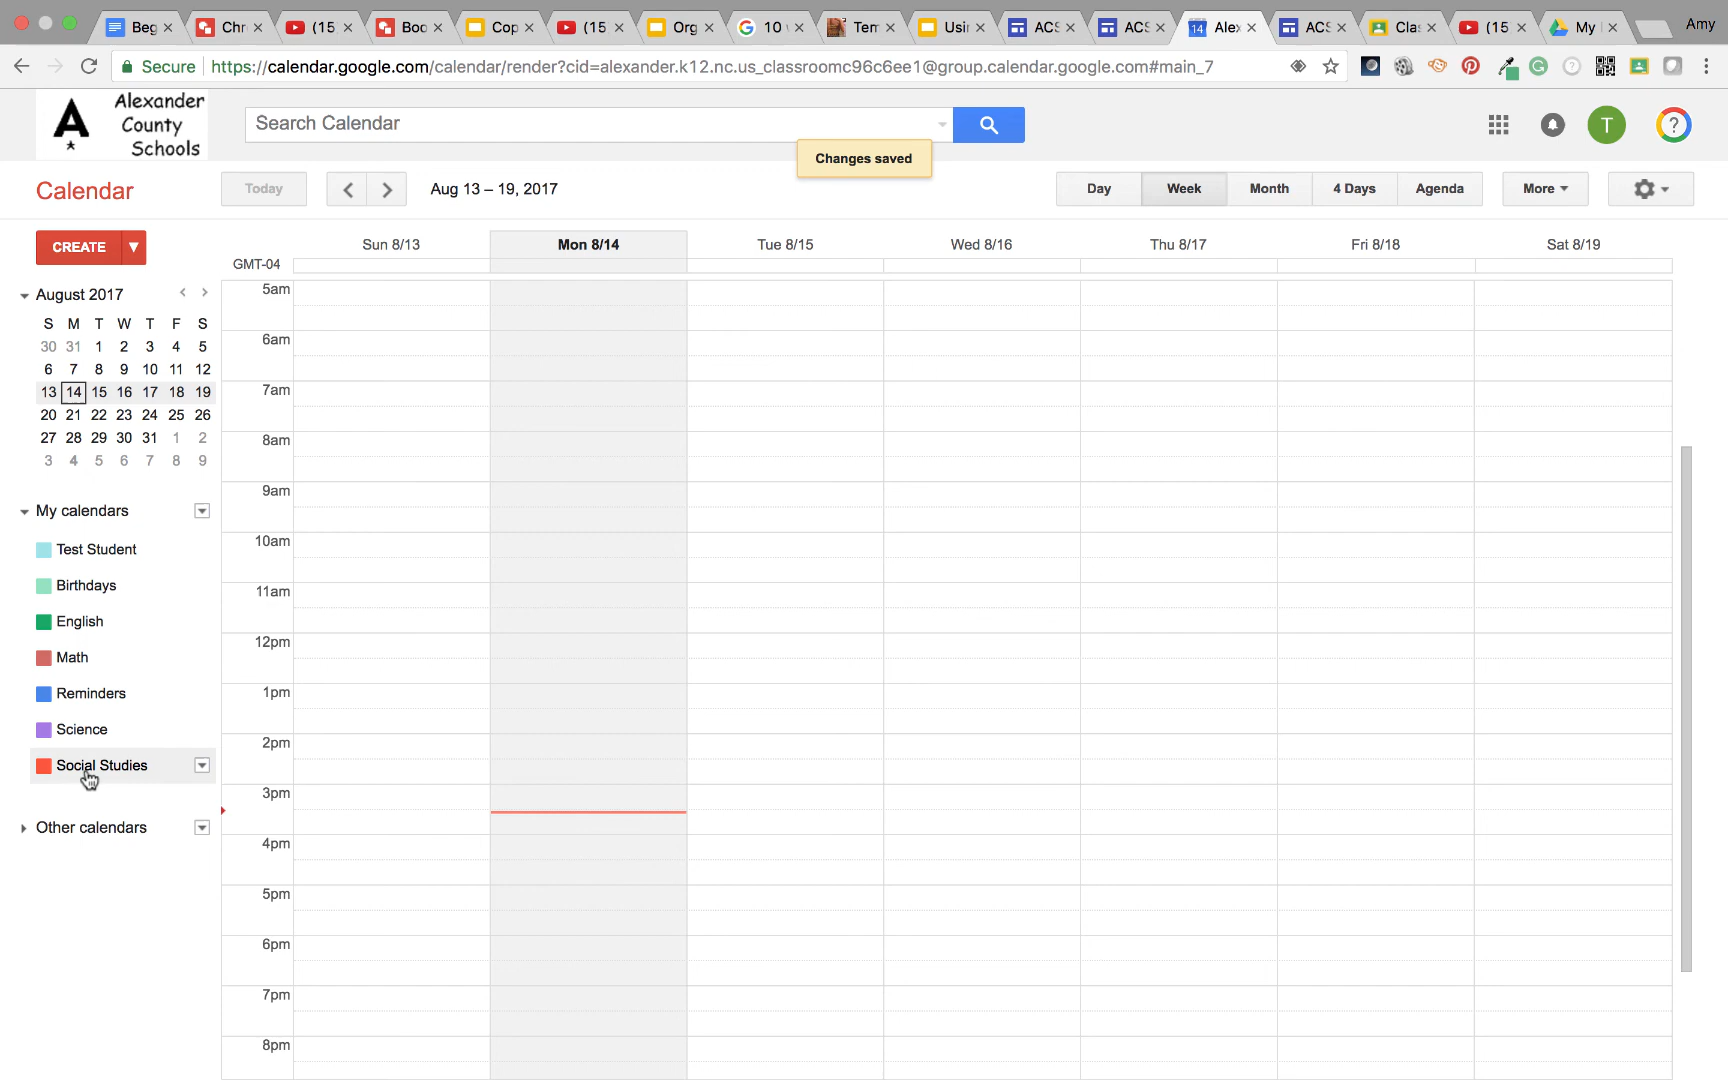 Beg
Chr
(15
Boo
Cop
(15
Org
10
Tem
Usin
ACS
ACS
14 Alex
ACS
Clas
(15
My
Amy
Secure https://calendar.google.com/calendar/render?cid=alexander.k12.nc.us_classroomc96c6ee1@group.calendar.google.com#main_7
A Alexander
County
Schools
Search Calendar
T
?
Changes saved
Calendar
Today
Aug 13 – 19, 2017
Day
Week
Month
4 Days
Agenda
More
CREATE
Sun 8/13
Mon 8/14
Tue 8/15
Wed 8/16
Thu 8/17
Fri 8/18
Sat 8/19
GMT-04
August 2017
S M T W T F S
30 31 1 2 3 4 5
6 7 8 9 10 11 12
13 14 15 16 17 18 19
20 21 22 23 24 25 26
27 28 29 30 31 1 2
3 4 5 6 7 8 9
My calendars
Test Student
Birthdays
English
Math
Reminders
Science
Social Studies
Other calendars
5am
6am
7am
8am
9am
10am
11am
12pm
1pm
2pm
3pm
4pm
5pm
6pm
7pm
8pm